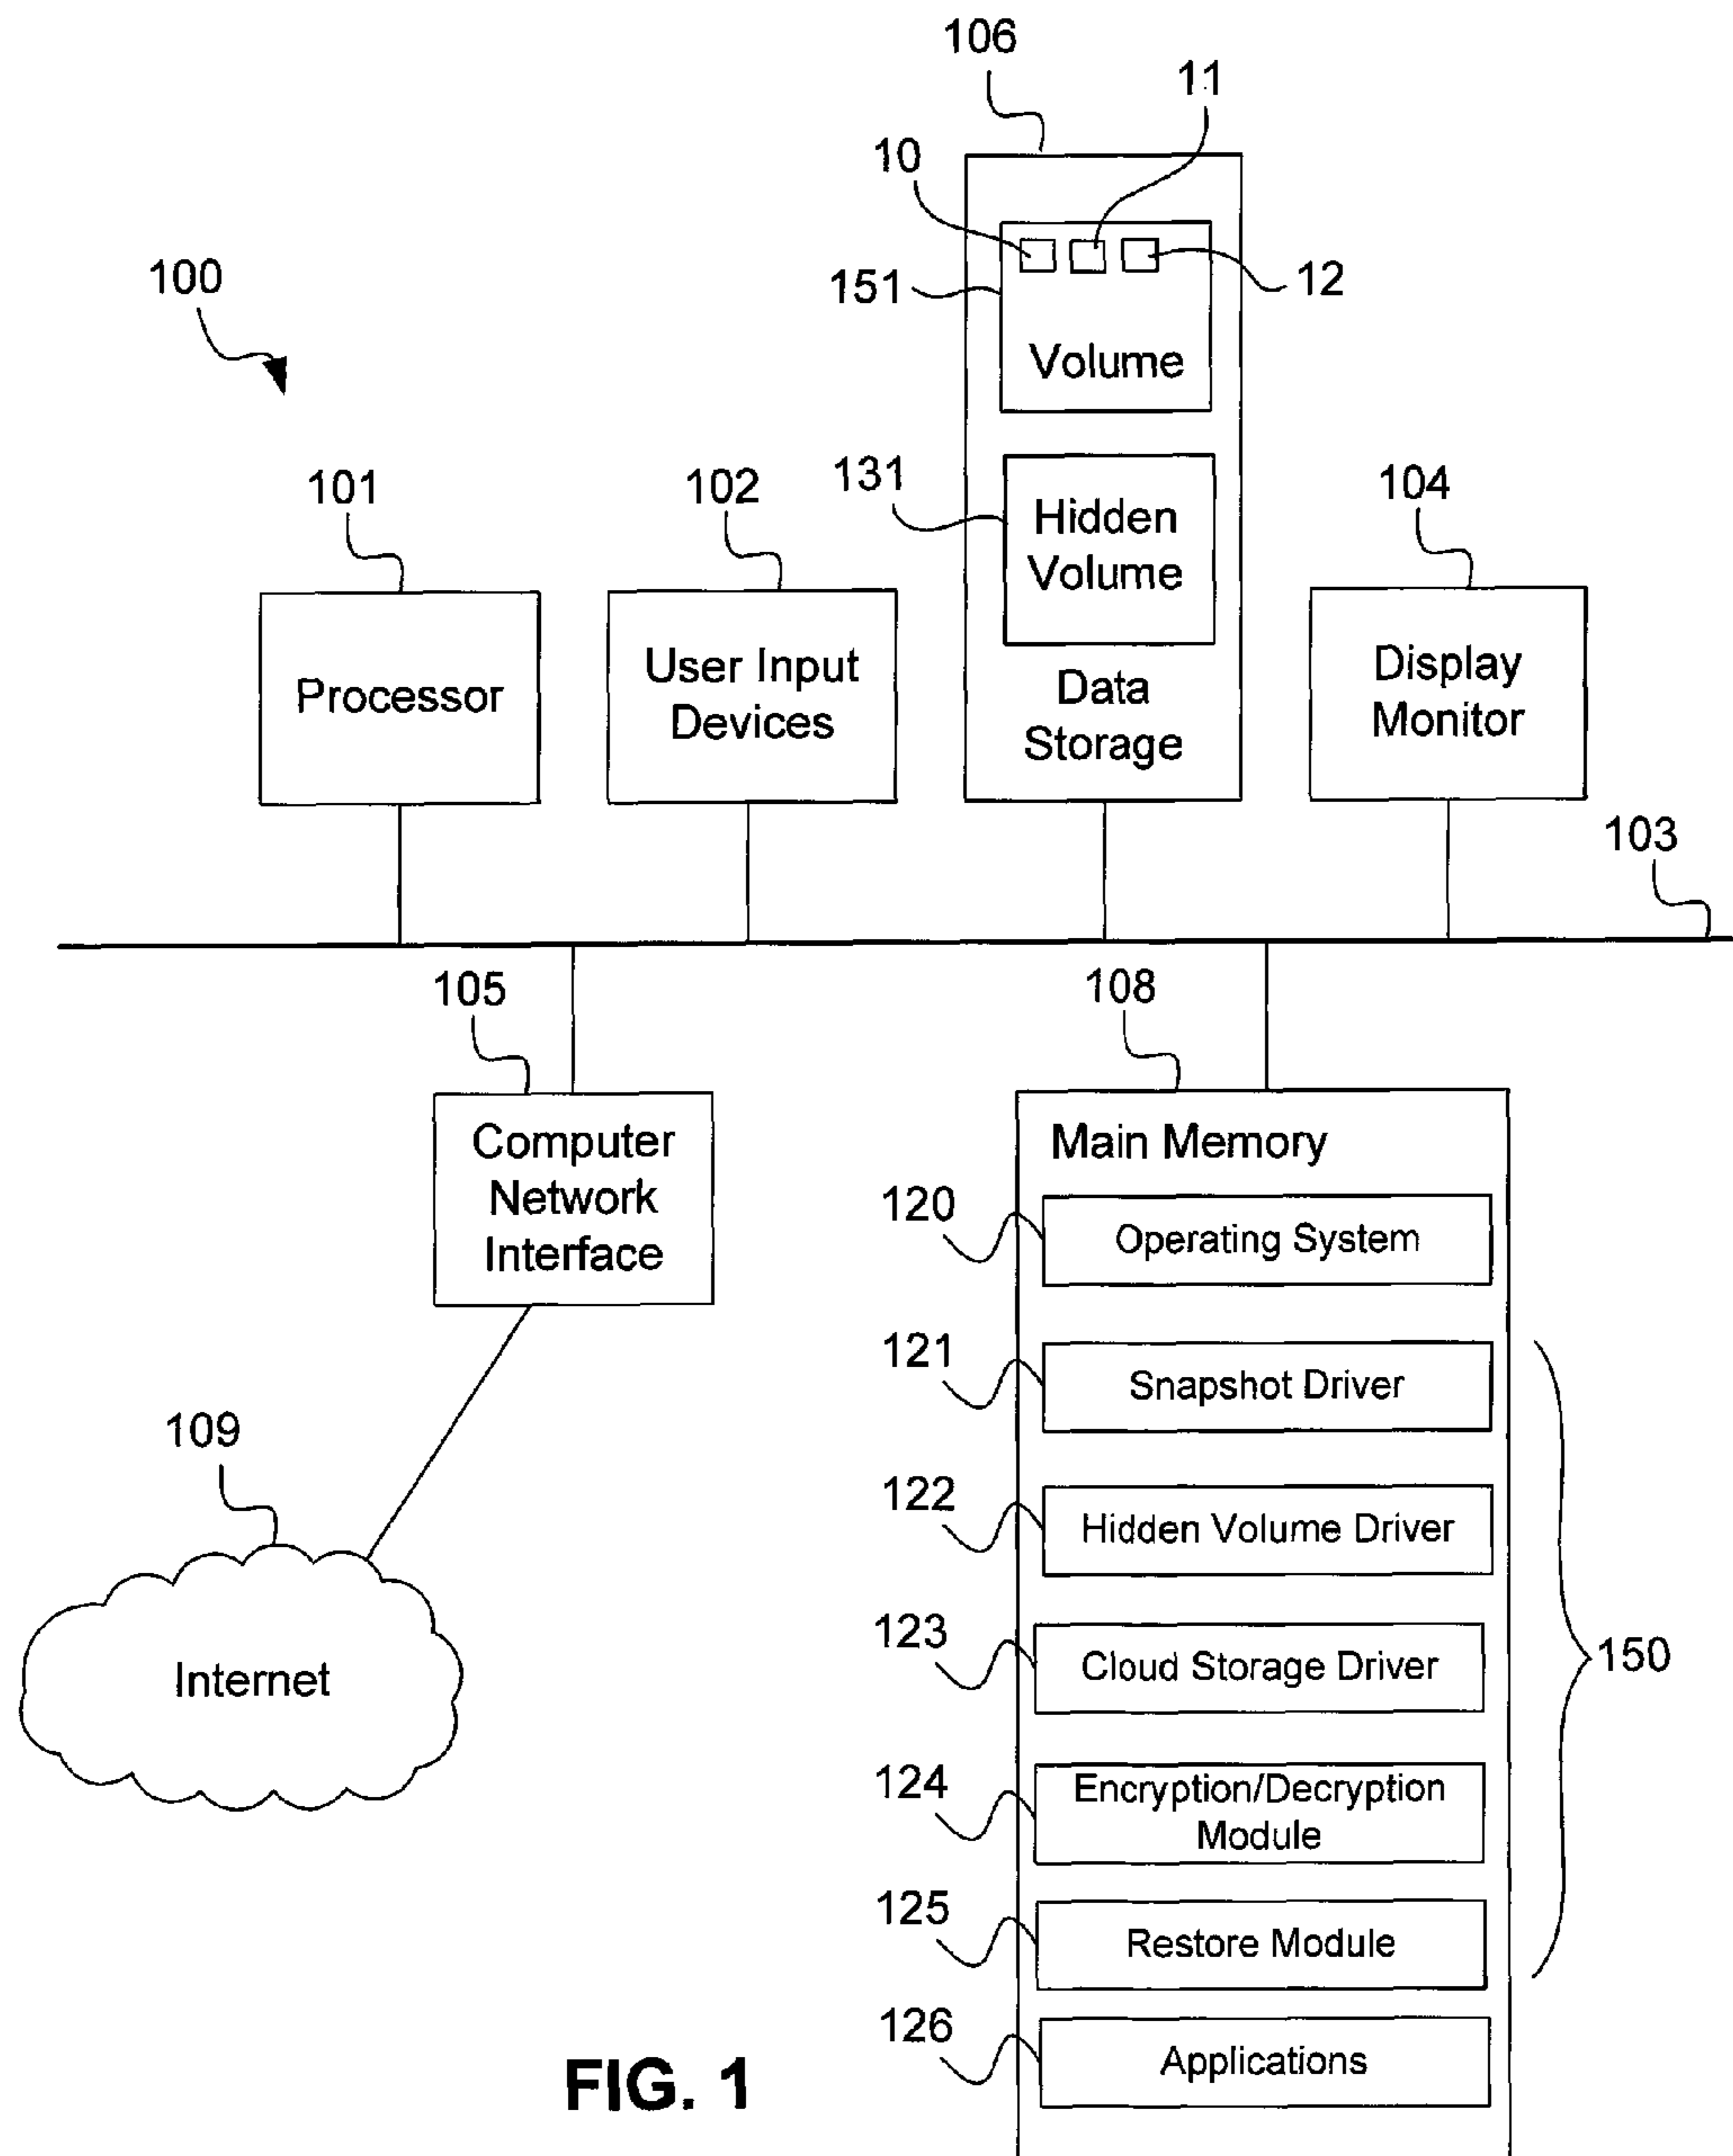 106
11
10
100
151
12
Volume
101
102
131
104
Hidden
Volume
Processor
User Input
Devices
Data
Storage
Display
Monitor
103
105
108
Computer
Network
Interface
Main Memory
120
Operating System
121
Snapshot Driver
109
122
Hidden Volume Driver
123
Cloud Storage Driver
150
Internet
124
Encryption/Decryption
Module
125
Restore Module
126
Applications
FIG. 1